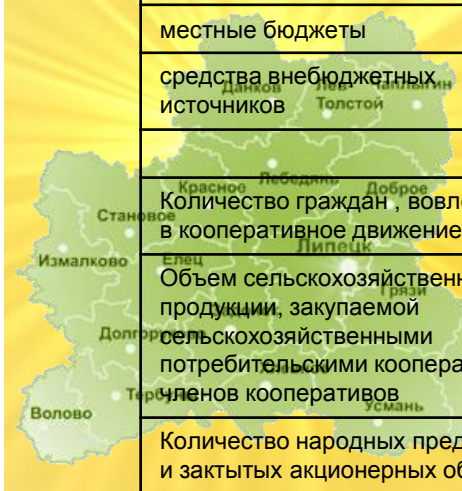 местные бюджеты
средства внебюджетных
источников
Количество граждан , вовл
в кооперативное движение
Объем сельскохозяйствен
продукции, закупаемой
сельскохозяйственными
потребительскими коопера
членов кооперативов
Количество народных пред
и зактытых акционерных об
Данков
Лев
Толстой
Чаплыгин
Красное
Лебедянь
Доброе
Становое
Липецк
Измалково
Елец
Грязи
Долгоруково
Тербуны
Усмань
Волово